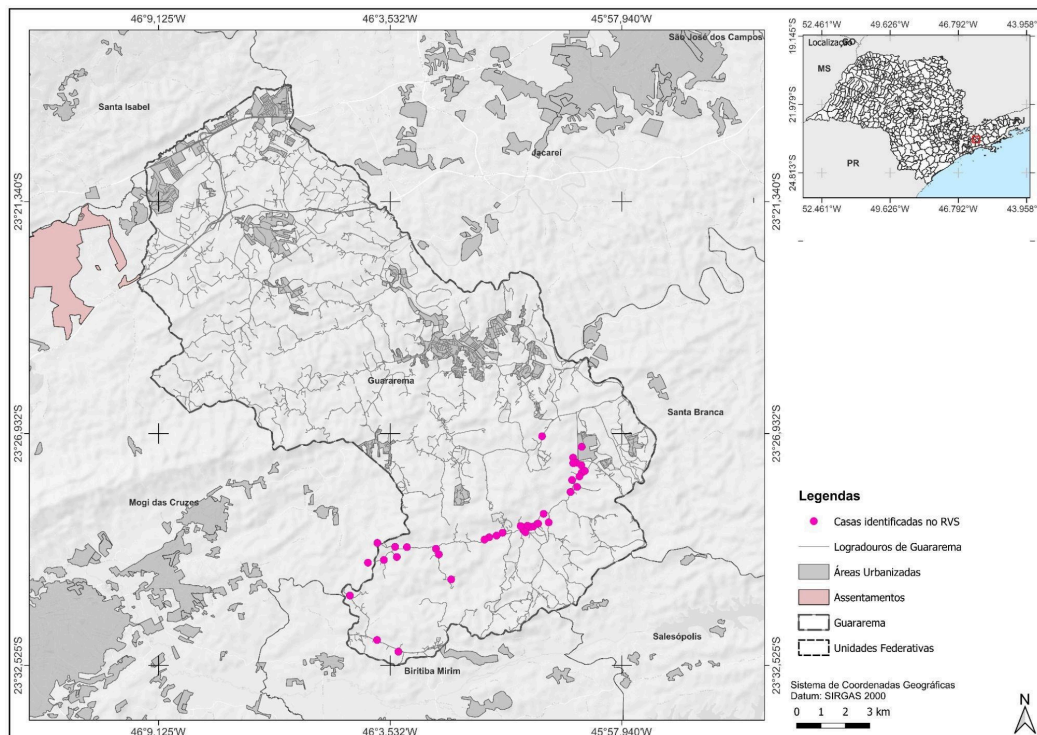 46°9,125'W
46°3,532'W
45°57,940'W
São José dos Campos
Santa Isabel
Jacareí
23°21,340'S
23°21,340'S
Guararema
Santa Branca
23°26,932'S
23°26,932'S
Mogi das Cruzes
Salesópolis
23°32,525'S
23°32,525'S
Biritiba Mirim
46°9,125'W
46°3,532'W
45°57,940'W
52.461°W
49.626°W
46.792°W
43.958°W
19.145°S
Localização
GO
MS
21.979°S
RJ
PR
24.813°S
52.461°W
49.626°W
46.792°W
43.958°W
Legendas
Casas identificadas no RVS
Logradouros de Guararema
Áreas Urbanizadas
Assentamentos
Guararema
Unidades Federativas
Sistema de Coordenadas Geográficas
Datum: SIRGAS 2000
0 1 2 3 km
N